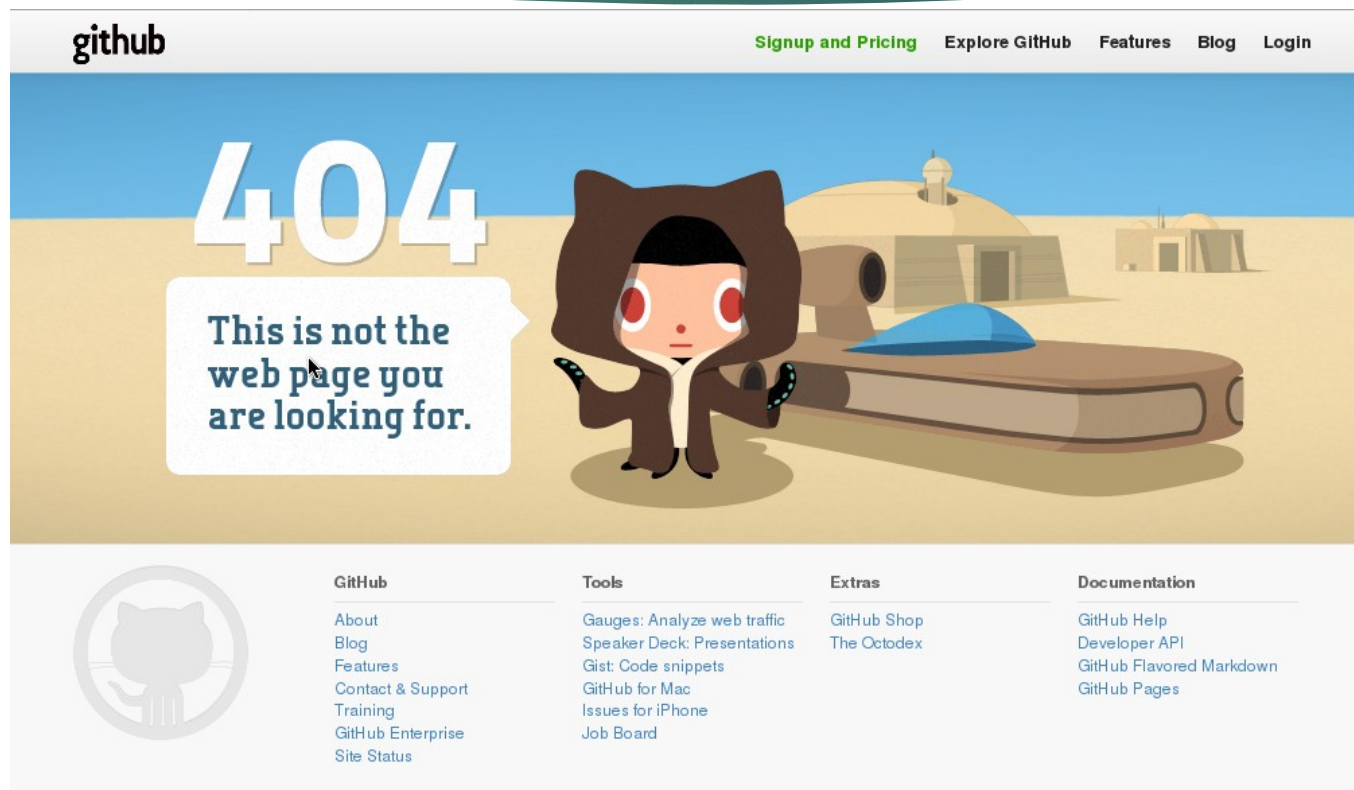 github
Signup and Pricing Explore GitHub Features Blog Login
404
This is not the
web page you
are looking for.
GitHub
About
Blog
Features
Contact & Support
Training
GitHub Enterprise
Site Status
Tools
Gauges: Analyze web traffic
Speaker Deck: Presentations
Gist: Code snippets
GitHub for Mac
Issues for iPhone
Job Board
Extras
GitHub Shop
The Octodex
Documentation
GitHub Help
Developer API
GitHub Flavored Markdown
GitHub Pages